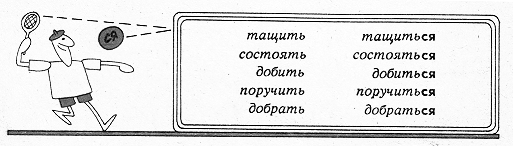 ся
тащить тащиться
состоять состояться
добить добиться
поручить поручиться
добрать добраться